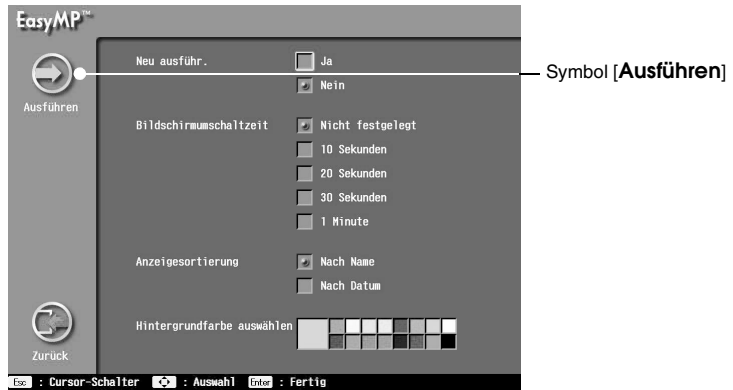 EasyMP™
Neu ausführ.
Ja
Nein
Symbol [Ausführen]
Ausführen
Bildschirmumschaltzeit
Nicht festgelegt
10 Sekunden
20 Sekunden
30 Sekunden
1 Minute
Anzeigesortierung
Nach Name
Nach Datum
Hintergrundfarbe auswählen
Zurück
Esc : Cursor-Schalter : Auswahl Enter : Fertig